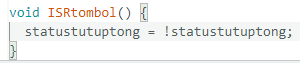 void ISRtombol() {
  statustutuptong = !statustutuptong;
}